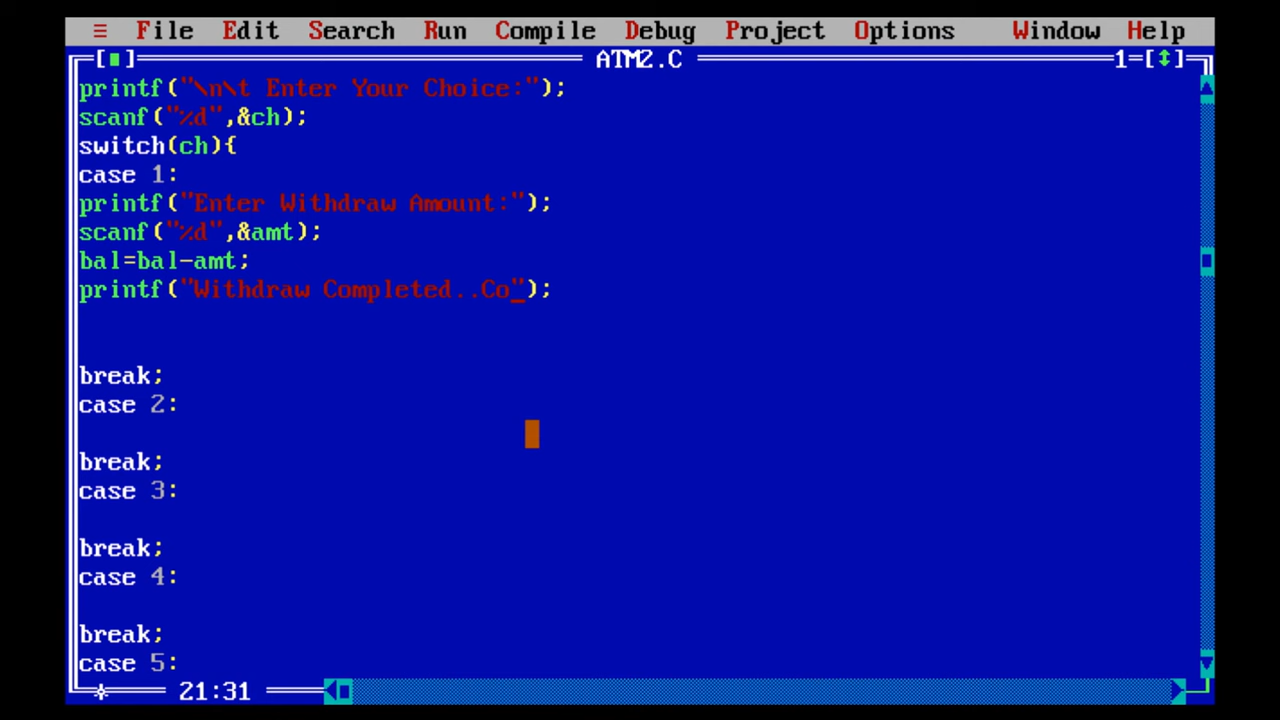 ≡ File Edit Search Run Compile Debug Project Options Window Help
[■] ATM2.C 1=[↕]
printf("\n\t Enter Your Choice:");
scanf("%d",&ch);
switch(ch){
case 1:
printf("Enter Withdraw Amount:");
scanf("%d",&amt);
bal=bal-amt;
printf("Withdraw Completed..Co_");
break;
case 2:
break;
case 3:
break;
case 4:
break;
case 5:
21:31